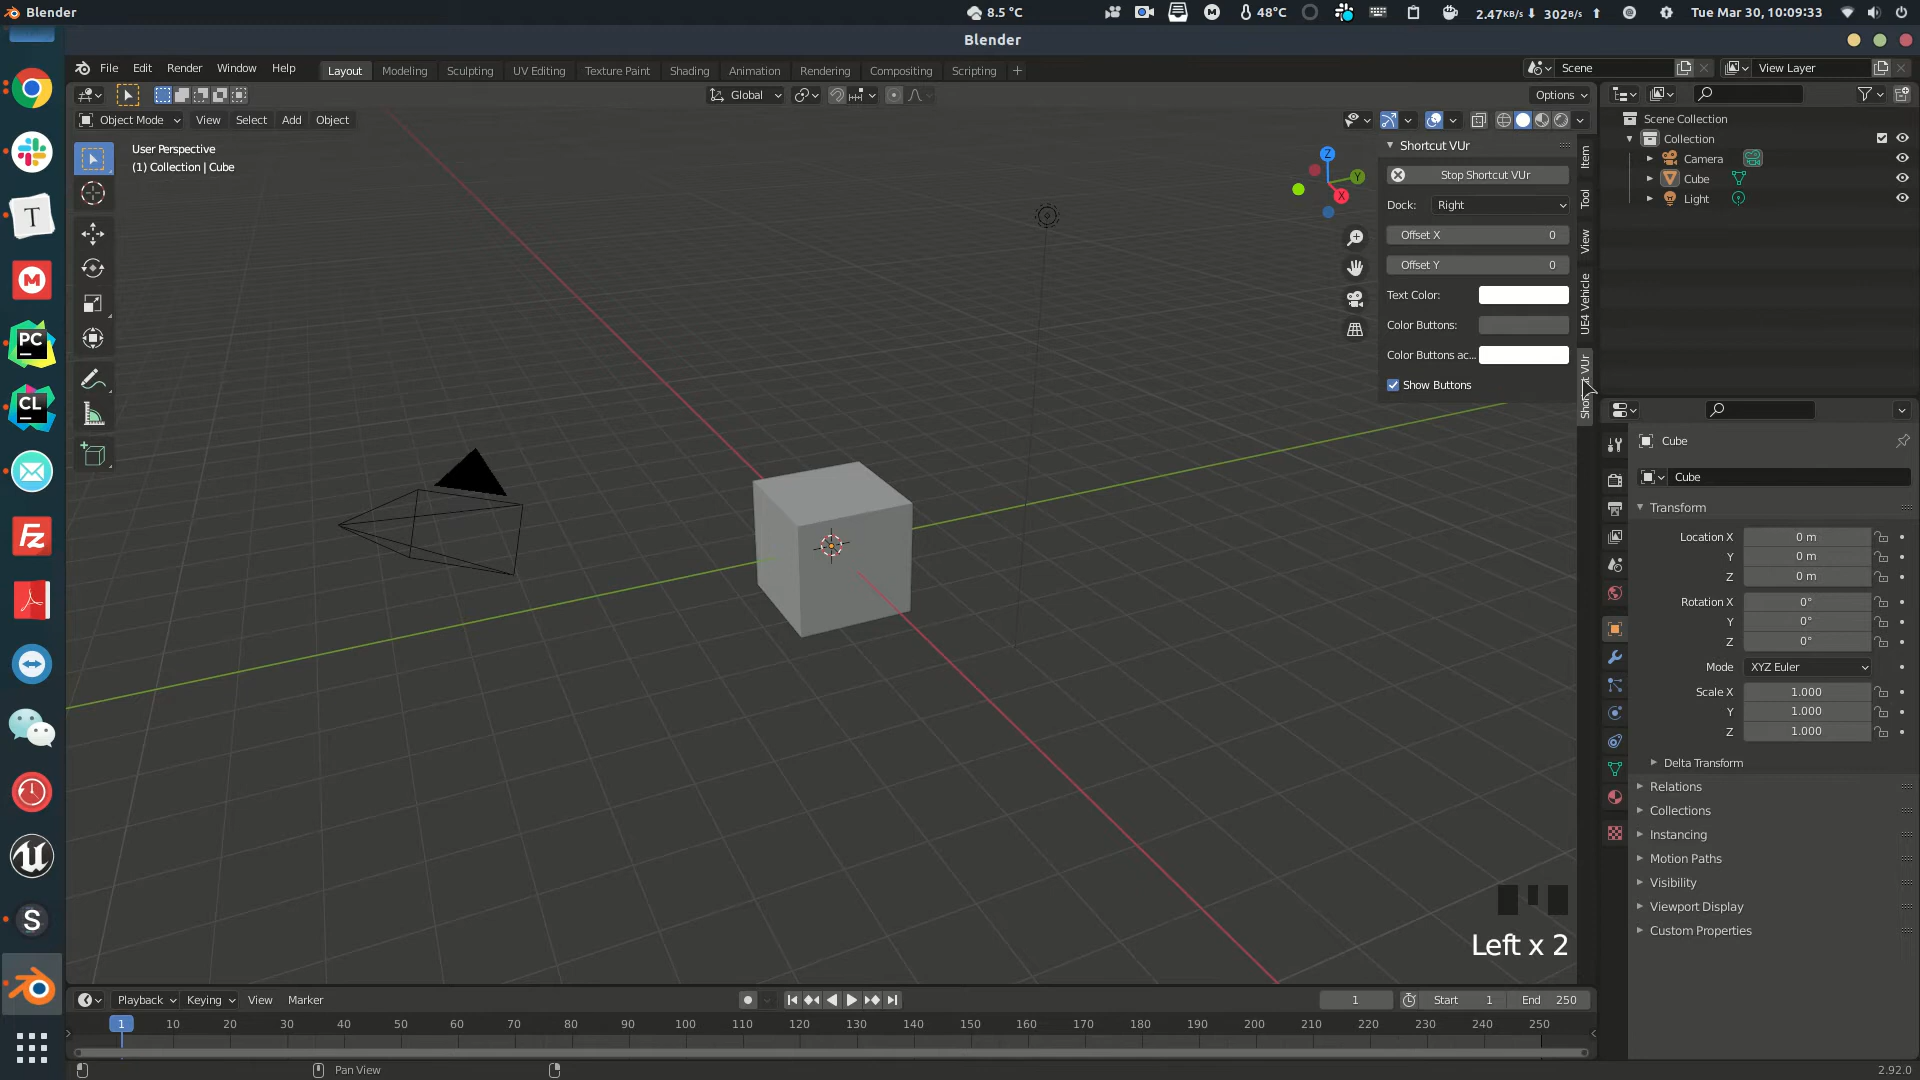 Blender
8.5 °C
48°C
2.47KB/s
302B/s
Tue Mar 30, 10:09:33
Blender
File Edit Render Window Help
Layout Modeling Sculpting UV Editing Texture Paint Shading Animation Rendering Compositing Scripting +
Scene
View Layer
Global
Options
Object Mode View Select Add Object
User Perspective
(1) Collection | Cube
Z
Y
X
Shortcut VUr
Stop Shortcut VUr
Dock: Right
Offset X 0
Offset Y 0
Text Color:
Color Buttons:
Color Buttons ac...
Show Buttons
Item
Tool
View
UE4 Vehicle
Scene Collection
Collection
Camera
Cube
Light
Cube
Cube
Transform
Location X 0 m
Y 0 m
Z 0 m
Rotation X 0°
Y 0°
Z 0°
Mode XYZ Euler
Scale X 1.000
Y 1.000
Z 1.000
Delta Transform
Relations
Collections
Instancing
Motion Paths
Visibility
Viewport Display
Custom Properties
T
M
PC
CL
Fz
S
Left x 2
Playback Keying View Marker
1
Start 1
End 250
1 10 20 30 40 50 60 70 80 90 100 110 120 130 140 150 160 170 180 190 200 210 220 230 240 250
Pan View
2.92.0